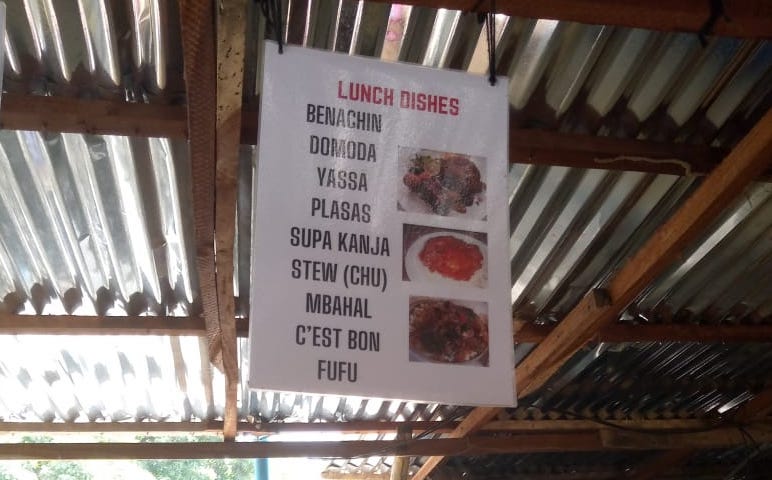 LUNCH DISHES
BENACHIN
DOMODA
YASSA
PLASAS
SUPA KANJA
STEW (CHU)
MBAHAL
C'EST BON
FUFU